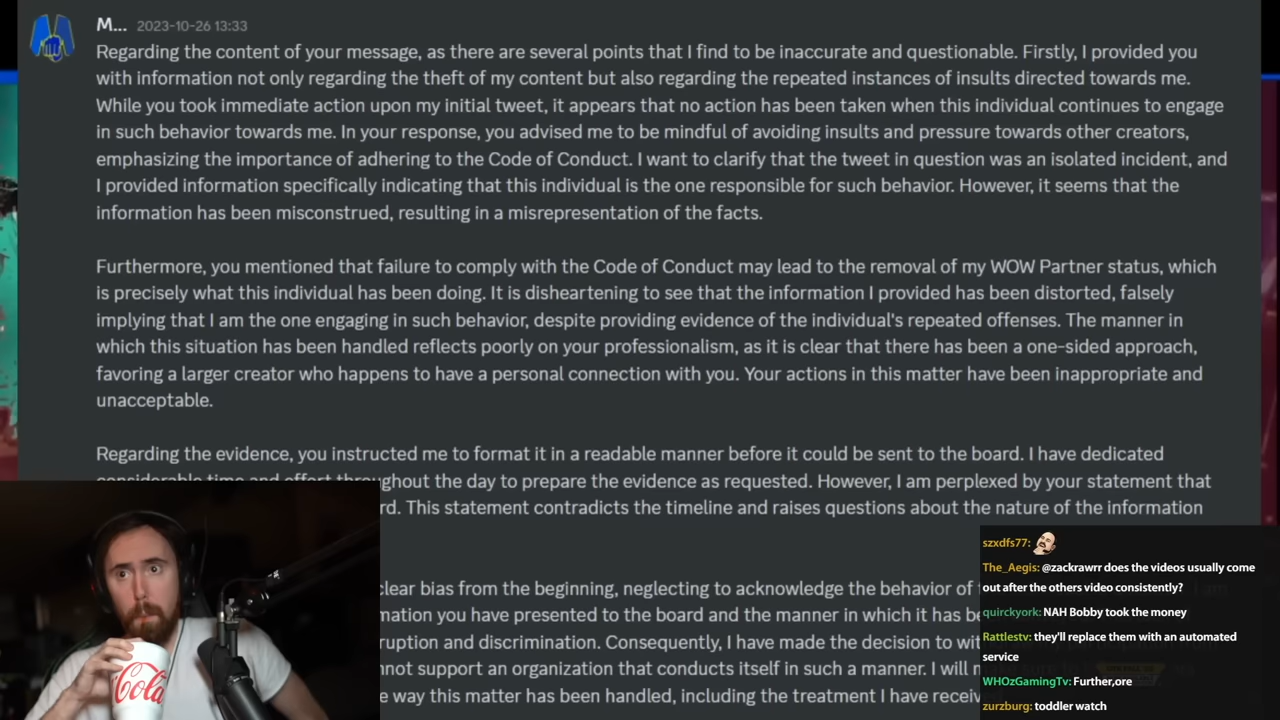 M... 2023-10-26 13:33
Regarding the content of your message, as there are several points that I find to be inaccurate and questionable. Firstly, I provided you
with information not only regarding the theft of my content but also regarding the repeated instances of insults directed towards me.
While you took immediate action upon my initial tweet, it appears that no action has been taken when this individual continues to engage
in such behavior towards me. In your response, you advised me to be mindful of avoiding insults and pressure towards other creators,
emphasizing the importance of adhering to the Code of Conduct. I want to clarify that the tweet in question was an isolated incident, and
I provided information specifically indicating that this individual is the one responsible for such behavior. However, it seems that the
information has been misconstrued, resulting in a misrepresentation of the facts.
Furthermore, you mentioned that failure to comply with the Code of Conduct may lead to the removal of my WOW Partner status, which
is precisely what this individual has been doing. It is disheartening to see that the information I provided has been distorted, falsely
implying that I am the one engaging in such behavior, despite providing evidence of the individual's repeated offenses. The manner in
which this situation has been handled reflects poorly on your professionalism, as it is clear that there has been a one-sided approach,
favoring a larger creator who happens to have a personal connection with you. Your actions in this matter have been inappropriate and
unacceptable.
Regarding the evidence, you instructed me to format it in a readable manner before it could be sent to the board. I have dedicated
considerable time and effort throughout the day to prepare the evidence as requested. However, I am perplexed by your statement that
rd. This statement contradicts the timeline and raises questions about the nature of the information
clear bias from the beginning, neglecting to acknowledge the behavior of
mation you have presented to the board and the manner in which it has be
ruption and discrimination. Consequently, I have made the decision to wit
not support an organization that conducts itself in such a manner. I will
e way this matter has been handled, including the treatment I have receiv
Coca Cola
szxdfs77:
The_Aegis: @zackrawrr does the videos usually come
out after the others video consistently?
quirckyork: NAH Bobby took the money
Rattlestv: they'll replace them with an automated
service
WHOzGamingTv: Further,ore
zurzburg: toddler watch